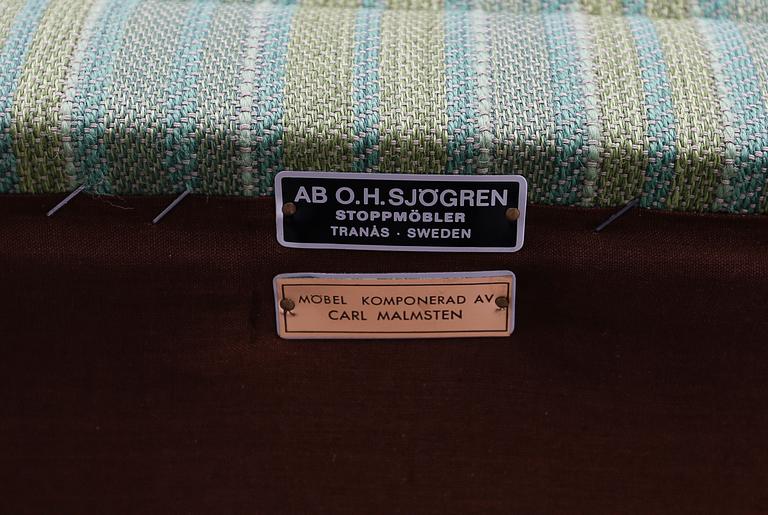 AB O.H.SJÖGREN
STOPPMÖBLER
TRANÅS · SWEDEN
MÖBEL KOMPONERAD AV
CARL MALMSTEN